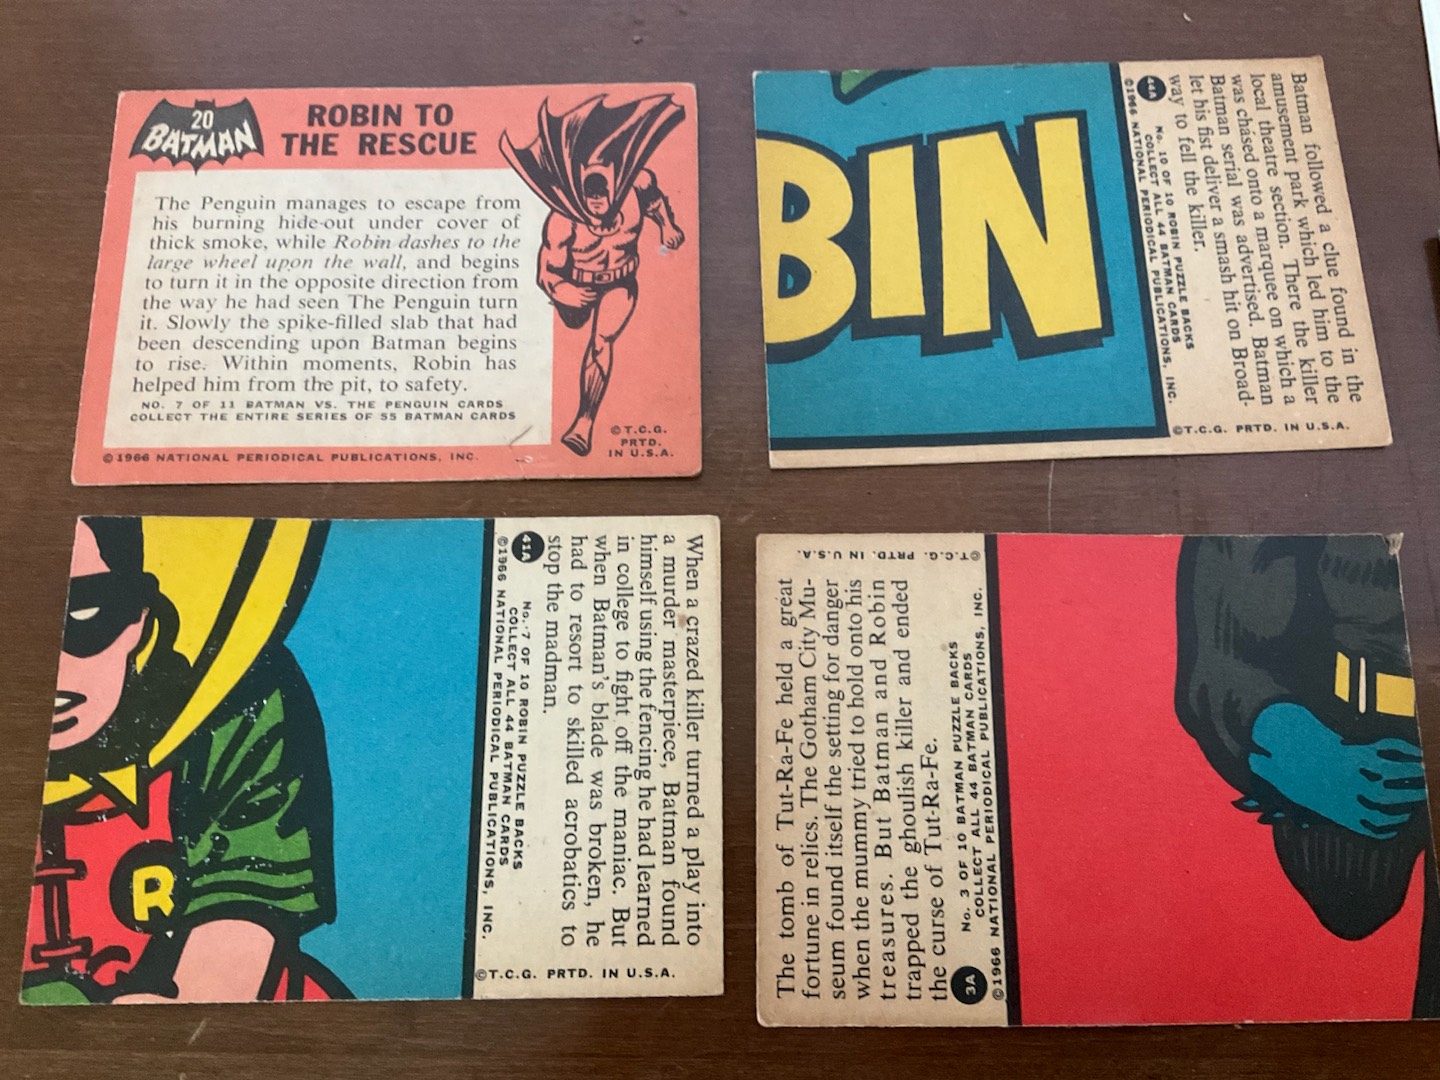 20
BATMAN
ROBIN TO
THE RESCUE
The Penguin manages to escape from
his burning hide-out under cover of
thick smoke, while Robin dashes to the
large wheel upon the wall, and begins
to turn it in the opposite direction from
the way he had seen The Penguin turn
it. Slowly the spike-filled slab that had
been descending upon Batman begins
to rise. Within moments, Robin has
helped him from the pit, to safety.
NO. 7 OF 11 BATMAN VS. THE PENGUIN CARDS
COLLECT THE ENTIRE SERIES OF 55 BATMAN CARDS
©1966 NATIONAL PERIODICAL PUBLICATIONS, INC.
©T.C.G.
PRTD.
IN U.S.A.
BIN
Batman followed a clue found in the
amusement park which led him to the
local theatre section. There the killer
was chased onto a marquee on which a
Batman serial was advertised. Batman
let his fist deliver a smash hit on Broad-
way to fell the killer.
44A
No. 10 OF 10 ROBIN PUZZLE BACKS
COLLECT ALL 44 BATMAN CARDS
©1966 NATIONAL PERIODICAL PUBLICATIONS, INC.
©T.C.G. PRTD. IN U.S.A.
R
When a crazed killer turned a play into
a murder masterpiece, Batman found
himself using the fencing he had learned
in college to fight off the maniac. But
when Batman's blade was broken, he
had to resort to skilled acrobatics to
stop the madman.
41A
No. 7 OF 10 ROBIN PUZZLE BACKS
COLLECT ALL 44 BATMAN CARDS
©1966 NATIONAL PERIODICAL PUBLICATIONS, INC.
©T.C.G. PRTD. IN U.S.A.
©T.C.G. PRTD. IN U.S.A.
The tomb of Tut-Ra-Fe held a great
fortune in relics. The Gotham City Mu-
seum found itself the setting for danger
when the mummy tried to hold onto his
treasures. But Batman and Robin
trapped the ghoulish killer and ended
the curse of Tut-Ra-Fe.
3A
No. 3 OF 10 BATMAN PUZZLE BACKS
COLLECT ALL 44 BATMAN CARDS
©1966 NATIONAL PERIODICAL PUBLICATIONS, INC.